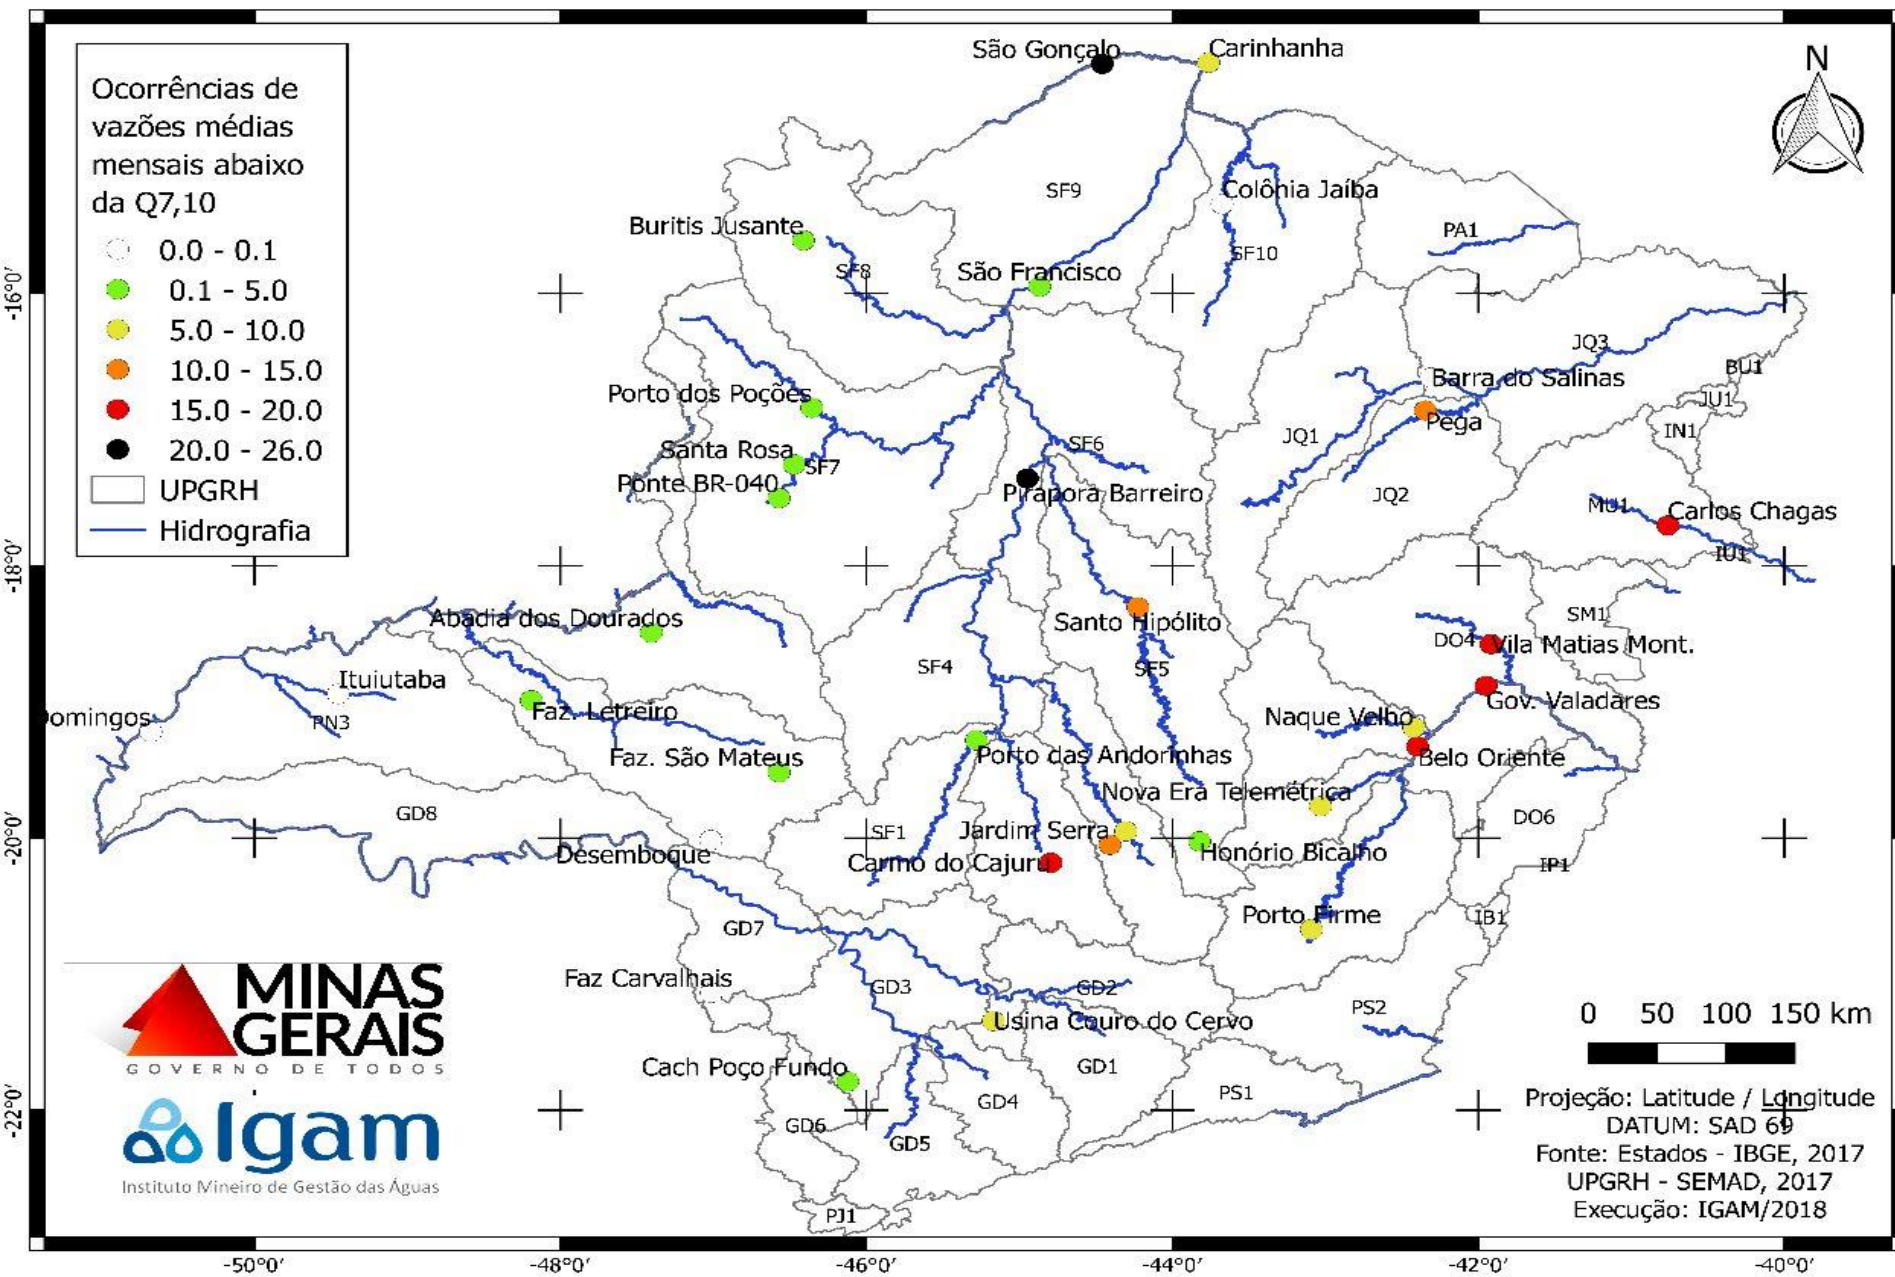 Ocorrências de
vazões médias
mensais abaixo
da Q7,10
0.0 - 0.1
0.1 - 5.0
5.0 - 10.0
10.0 - 15.0
15.0 - 20.0
20.0 - 26.0
UPGRH
Hidrografia
São Gonçalo
Carinhanha
N
SF9
Colônia Jaíba
Buritis Jusante
PA1
SF10
SF8
São Francisco
-16°0'
JQ3
BU1
Barra do Salinas
Porto dos Poções
JU1
Pega
IN1
JQ1
SF6
Santa Rosa
SF7
Ponte BR-040
Pirapora Barreiro
JQ2
MU1
Carlos Chagas
IU1
-18°0'
Abadia dos Dourados
Santo Hipólito
SM1
DO4
Vila Matias Mont.
SF4
SF5
Ituiutaba
Gov. Valadares
Faz. Letreiro
Naque Velho
omingos
PN3
Porto das Andorinhas
Faz. São Mateus
Belo Oriente
Nova Era Telemétrica
GD8
DO6
SF1
Jardim Serra
-20°0'
Desemboque
Carmo do Cajuru
Honório Bicalho
IP1
Porto Firme
IB1
GD7
Faz Carvalhais
GD3
GD2
PS2
Usina Couro do Cervo
Cach Poço Fundo
GD1
PS1
GD4
GD6
GD5
-22°0'
PJ1
MINAS
GERAIS
GOVERNO DE TODOS
Igam
Instituto Mineiro de Gestão das Águas
0 50 100 150 km
Projeção: Latitude / Longitude
DATUM: SAD 69
Fonte: Estados - IBGE, 2017
UPGRH - SEMAD, 2017
Execução: IGAM/2018
-50°0' -48°0' -46°0' -44°0' -42°0' -40°0'